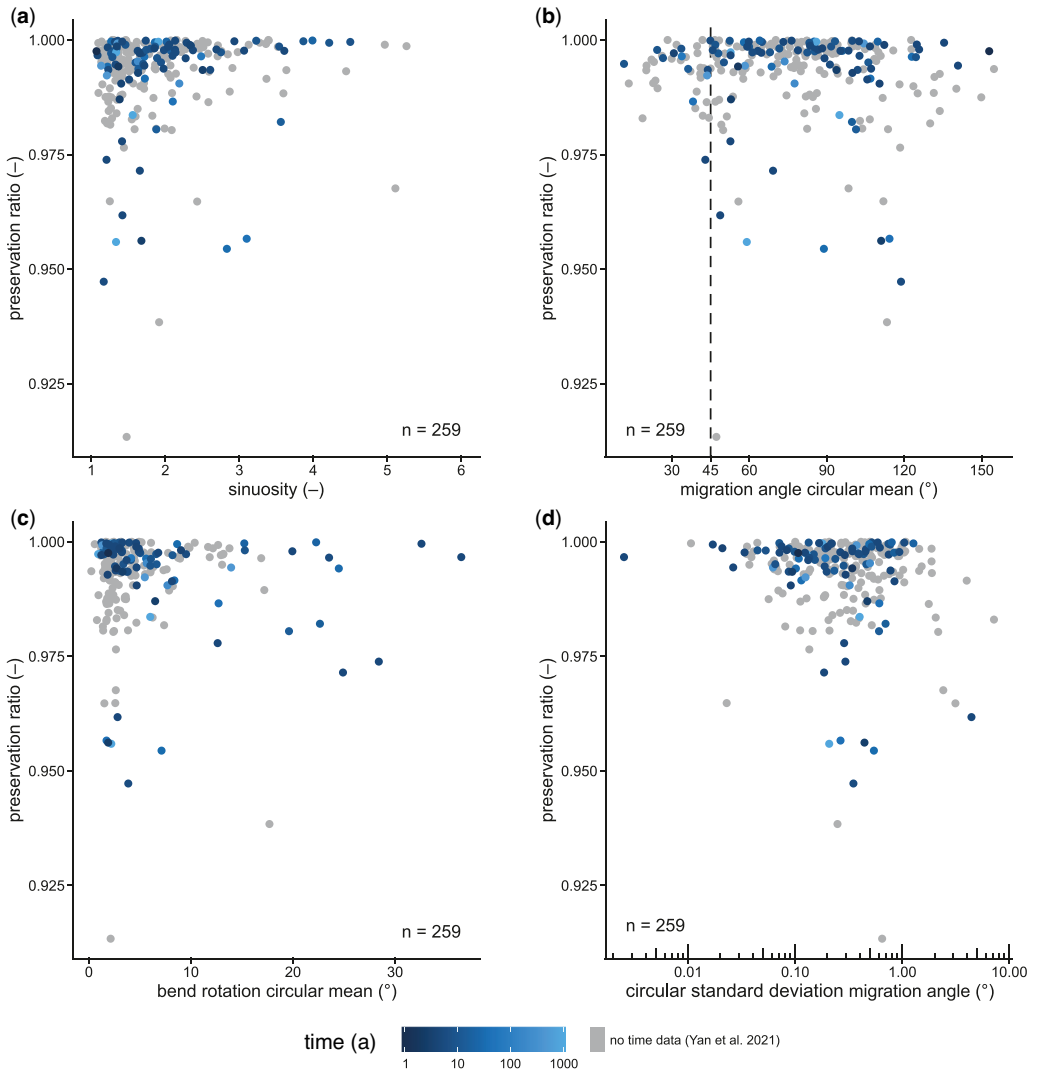 (a)
1.000
0.975
0.950
0.925
preservation ratio (–)
n = 259
1 2 3 4 5 6
sinuosity (–)
(b)
1.000
0.975
0.950
0.925
preservation ratio (–)
n = 259
30 45 60 90 120 150
migration angle circular mean (°)
(c)
1.000
0.975
0.950
0.925
preservation ratio (–)
n = 259
0 10 20 30
bend rotation circular mean (°)
(d)
1.000
0.975
0.950
0.925
preservation ratio (–)
n = 259
0.01 0.10 1.00 10.00
circular standard deviation migration angle (°)
time (a)
1 10 100 1000
no time data (Yan et al. 2021)